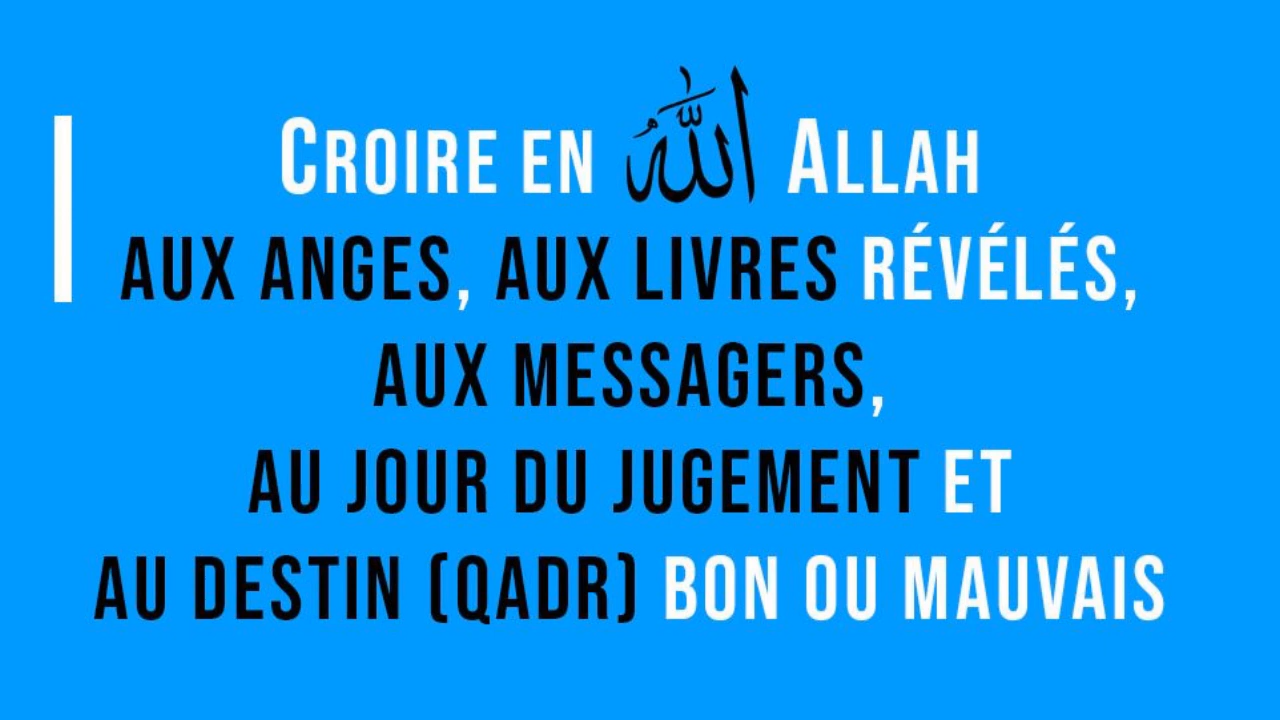 CROIRE EN الله ALLAH
AUX ANGES, AUX LIVRES RÉVÉLÉS,
AUX MESSAGERS,
AU JOUR DU JUGEMENT ET
AU DESTIN (QADR) BON OU MAUVAIS